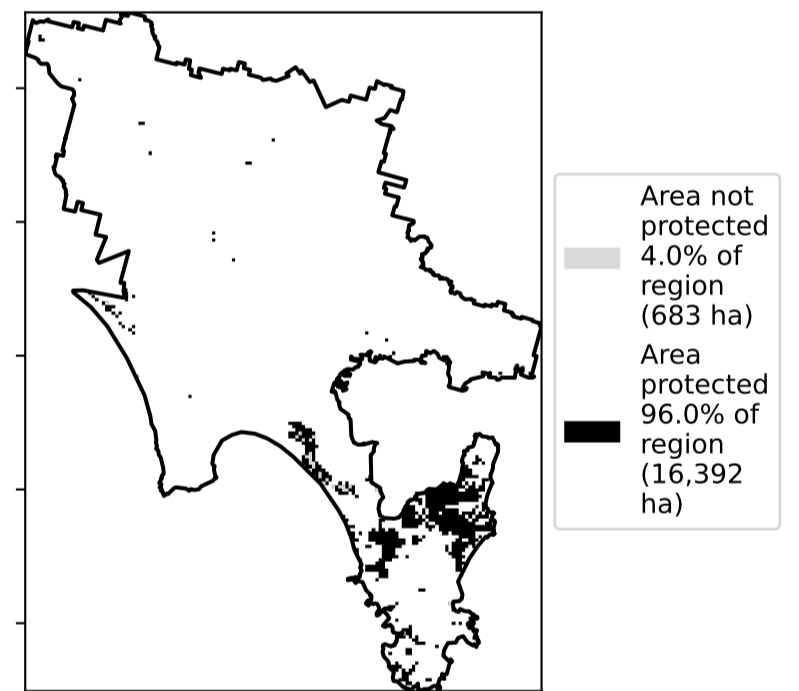 Area not
protected
4.0% of
region
(683 ha)
Area
protected
96.0% of
region
(16,392
ha)